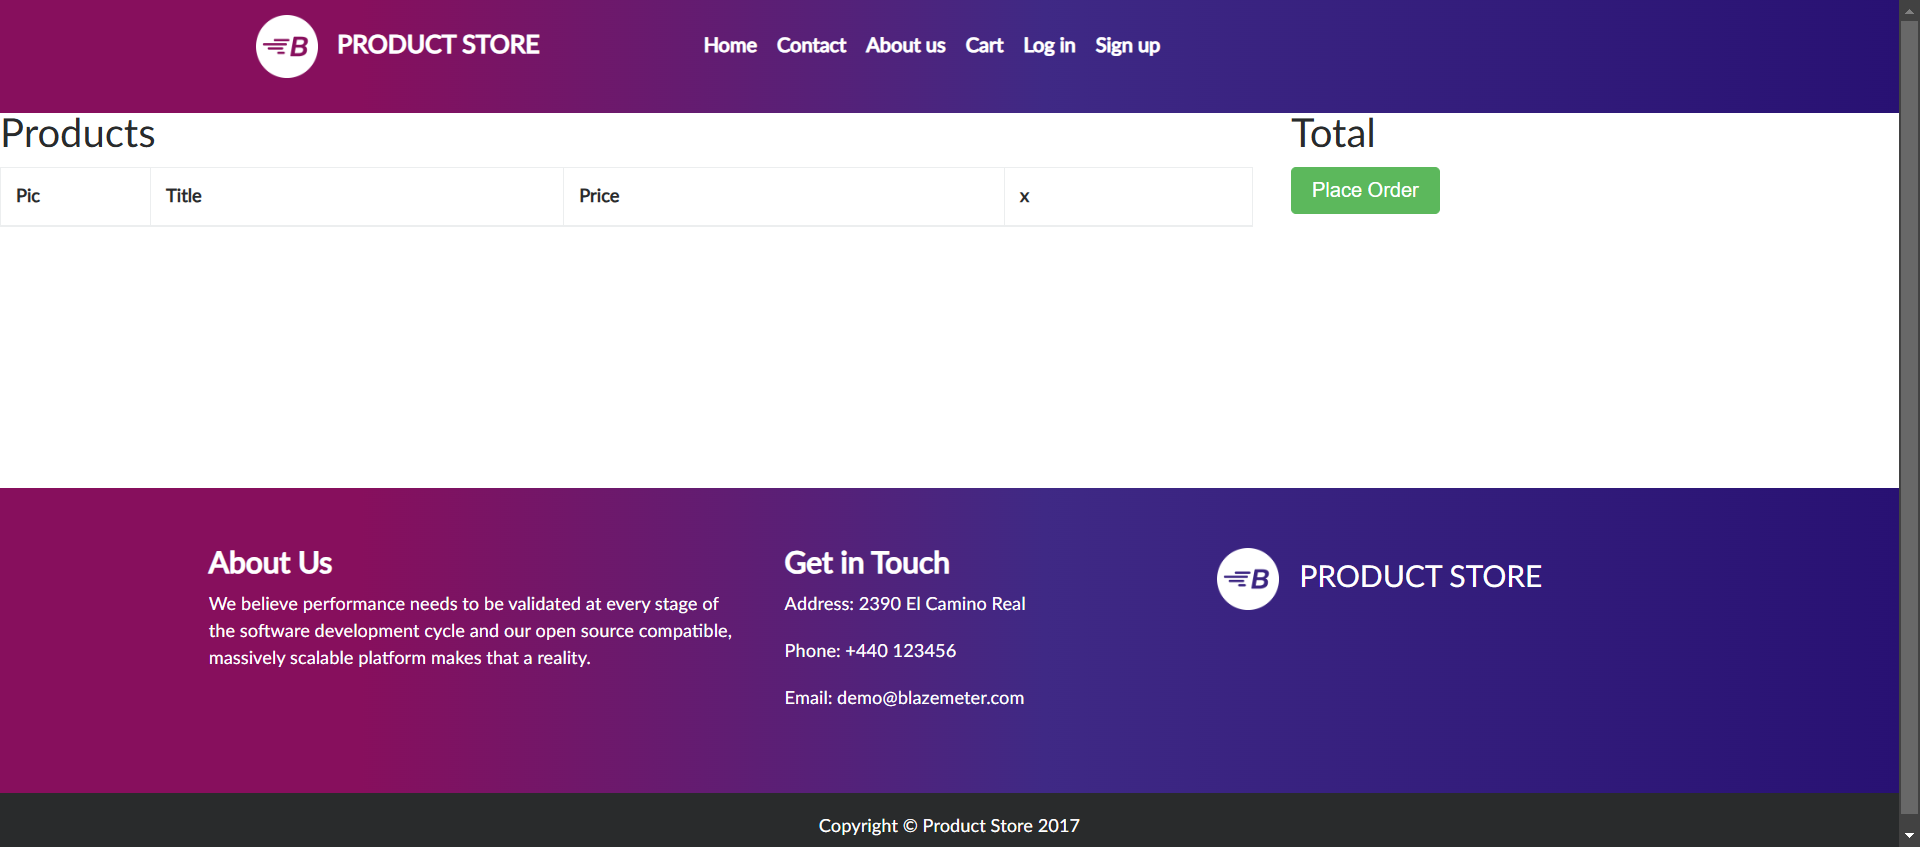 B PRODUCT STORE Home Contact About us Cart Log in Sign up
Products Total
Pic Title Price x
Place Order
About Us
We believe performance needs to be validated at every stage of
the software development cycle and our open source compatible,
massively scalable platform makes that a reality.
Get in Touch
Address: 2390 El Camino Real
Phone: +440 123456
Email: demo@blazemeter.com
B PRODUCT STORE
Copyright © Product Store 2017